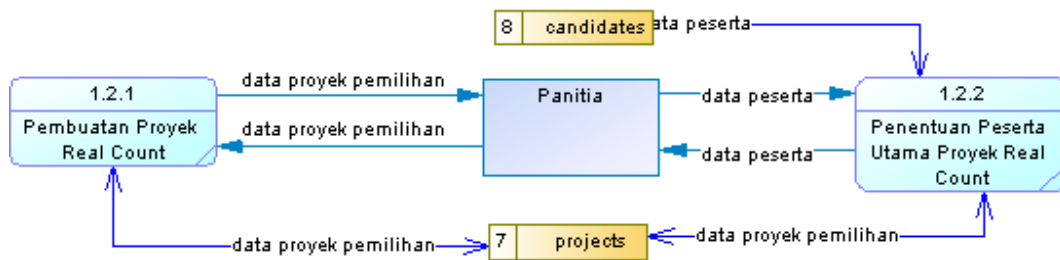 8 candidates
ata peserta
1.2.1
Pembuatan Proyek
Real Count
data proyek pemilihan
data proyek pemilihan
Panitia
data peserta
data peserta
1.2.2
Penentuan Peserta
Utama Proyek Real
Count
data proyek pemilihan
7 projects
data proyek pemilihan